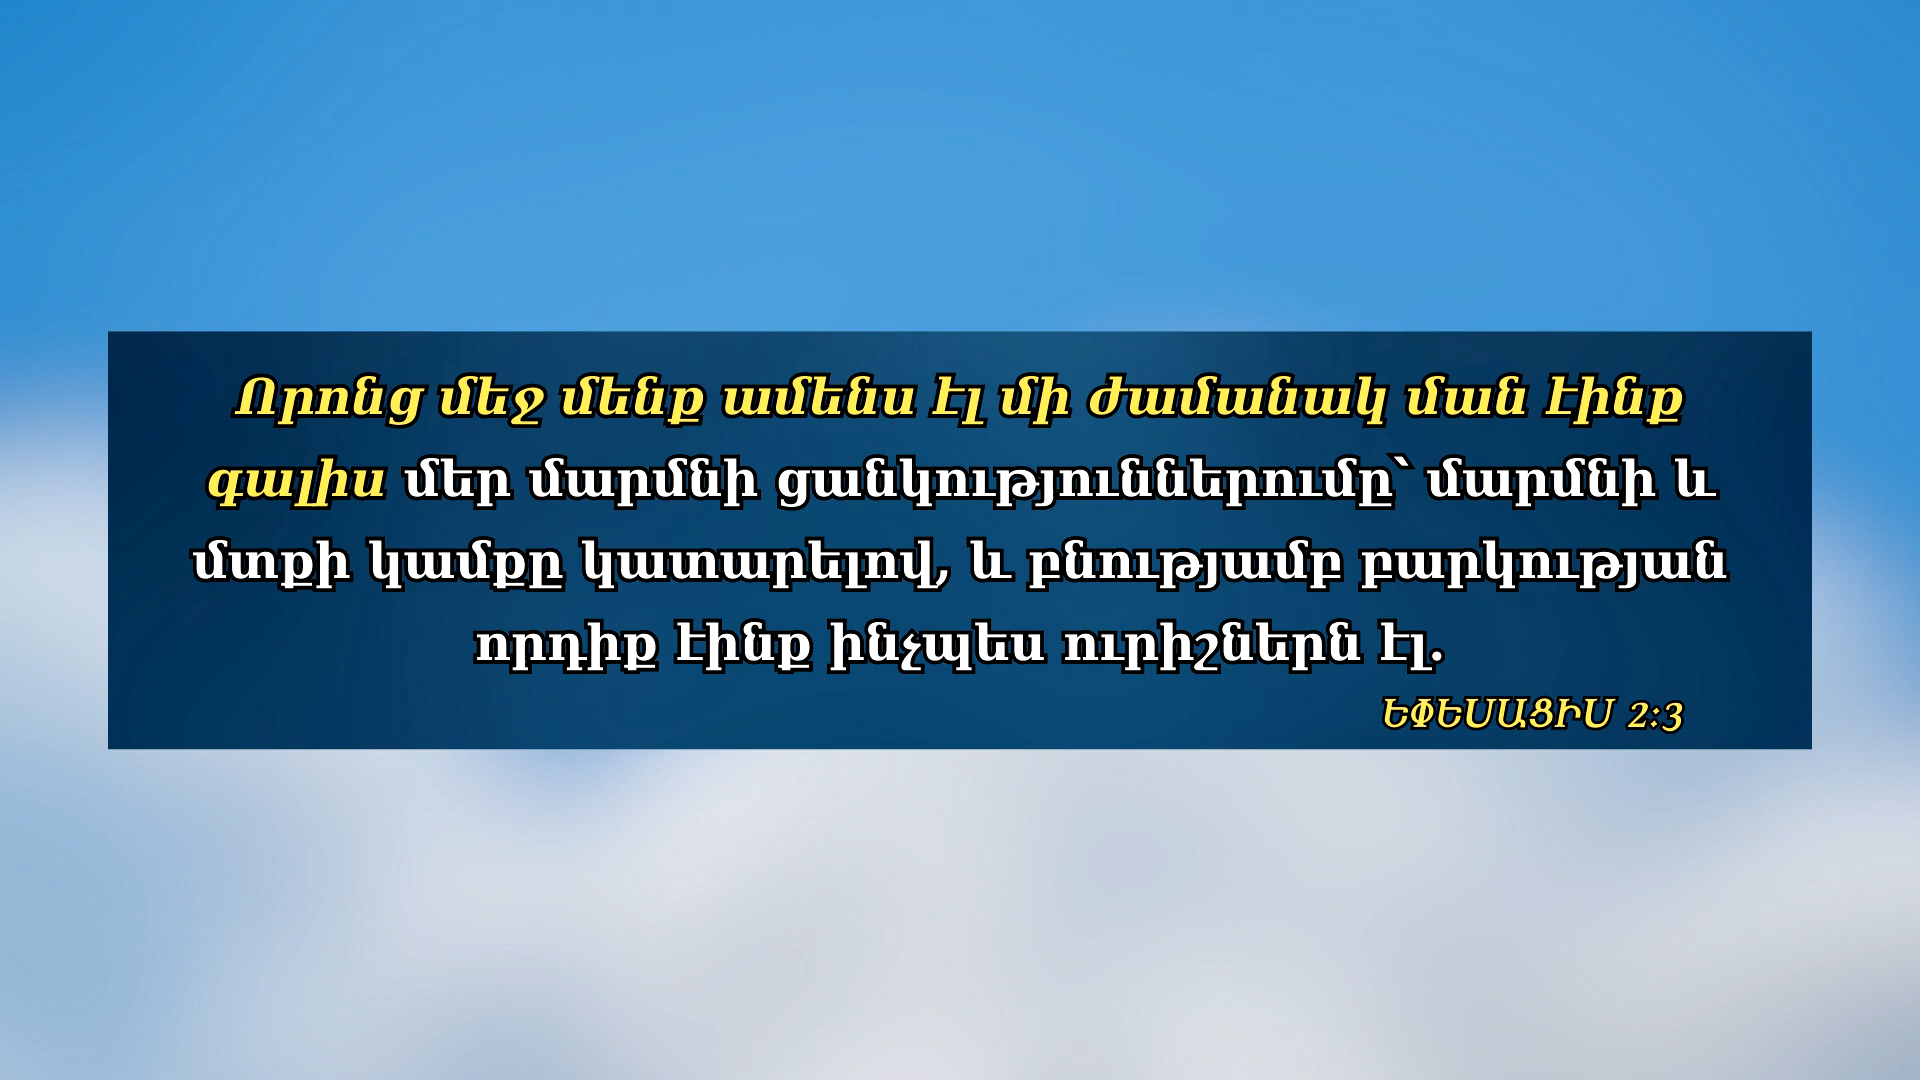 Որոնց մեջ մենք ամենս էլ մի ժամանակ ման էինք
գալիս մեր մարմնի ցանկություններումը՝ մարմնի և
մտքի կամքը կատարելով, և բնությամբ բարկության
որդիք էինք ինչպես ուրիշներն էլ.
ԵՓԵՍԱՑԻՍ 2:3